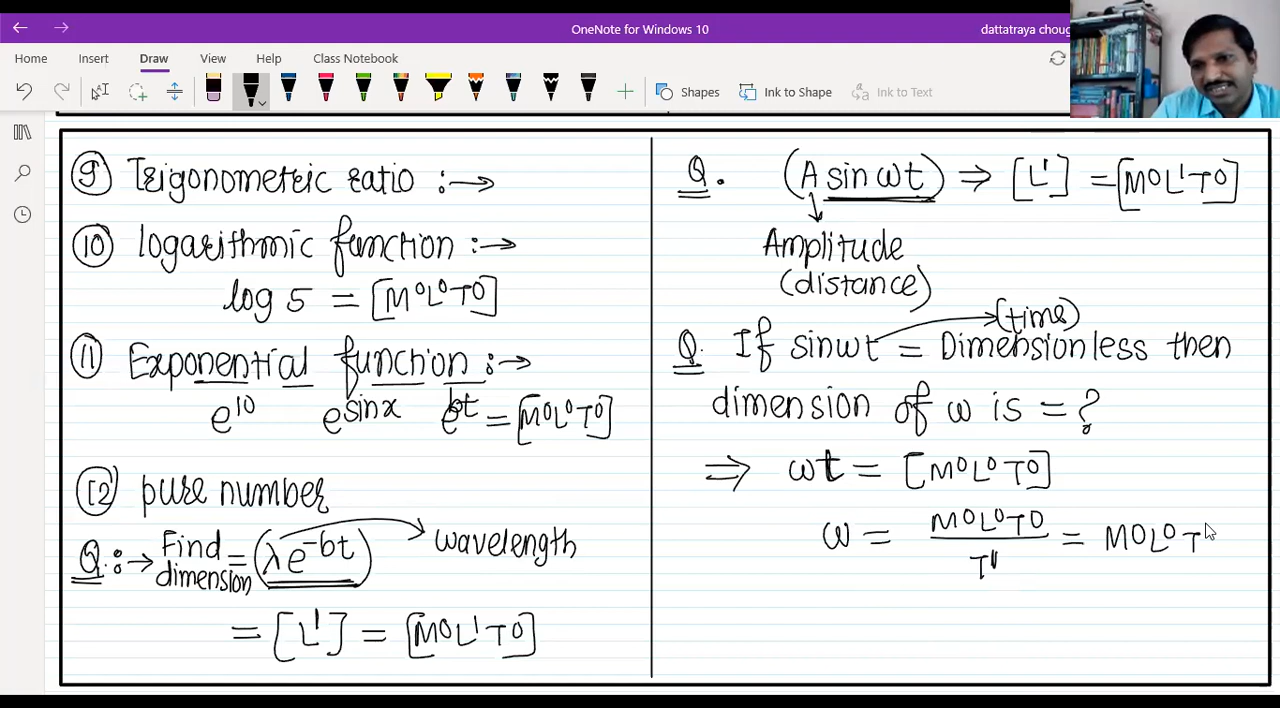 OneNote for Windows 10
dattatraya choug
Home Insert Draw View Help Class Notebook
Shapes Ink to Shape Ink to Text
⑨ Trigonometric ratio :→
⑩ logarithmic function :→
log 5 = [M⁰L⁰T⁰]
⑪ Exponential function :→
e¹⁰ e^sinx e^bt = [M⁰L⁰T⁰]
⑫ pure number
Q :→ Find dimension = (λe^-bt) → wavelength
= [L¹] = [M⁰L¹T⁰]
Q. (A sin ωt) ⇒ [L¹] = [M⁰L¹T⁰]
Amplitude
(distance)
(time)
Q. If sinωt = Dimensionless then
dimension of ω is = ?
⇒ ωt = [M⁰L⁰T⁰]
ω = M⁰L⁰T⁰ / T¹ = M⁰L⁰T